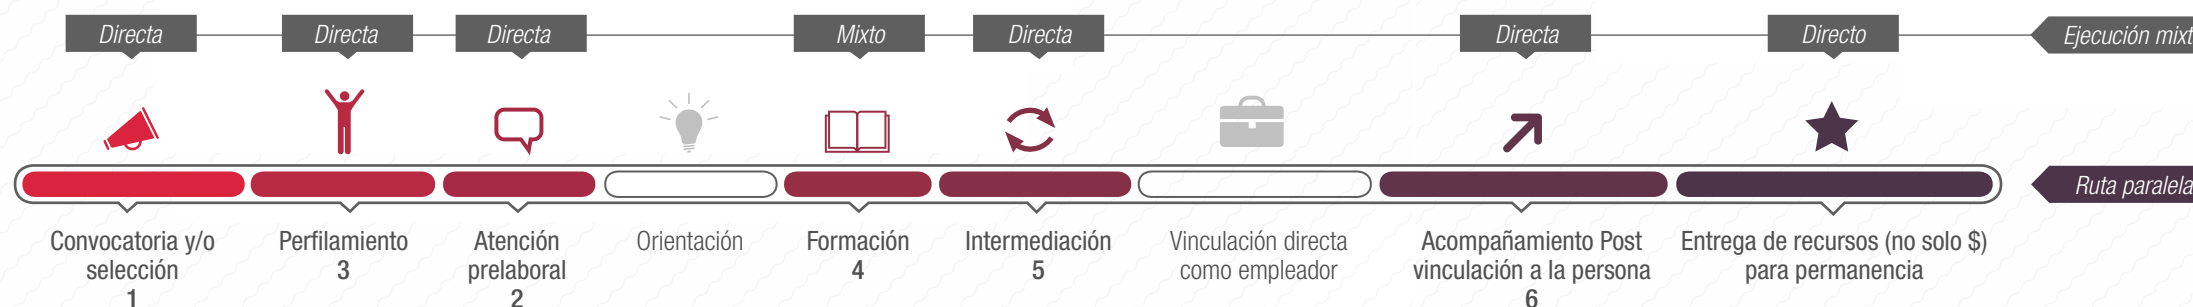 Directa
Directa
Directa
Mixto
Directa
Directa
Directo
Ejecución mixt
Ruta paralela
Convocatoria y/o
selección
1
Perfilamiento
3
Atención
prelaboral
2
Orientación
Formación
4
Intermediación
5
Vinculación directa
como empleador
Acompañamiento Post
vinculación a la persona
6
Entrega de recursos (no solo $)
para permanencia